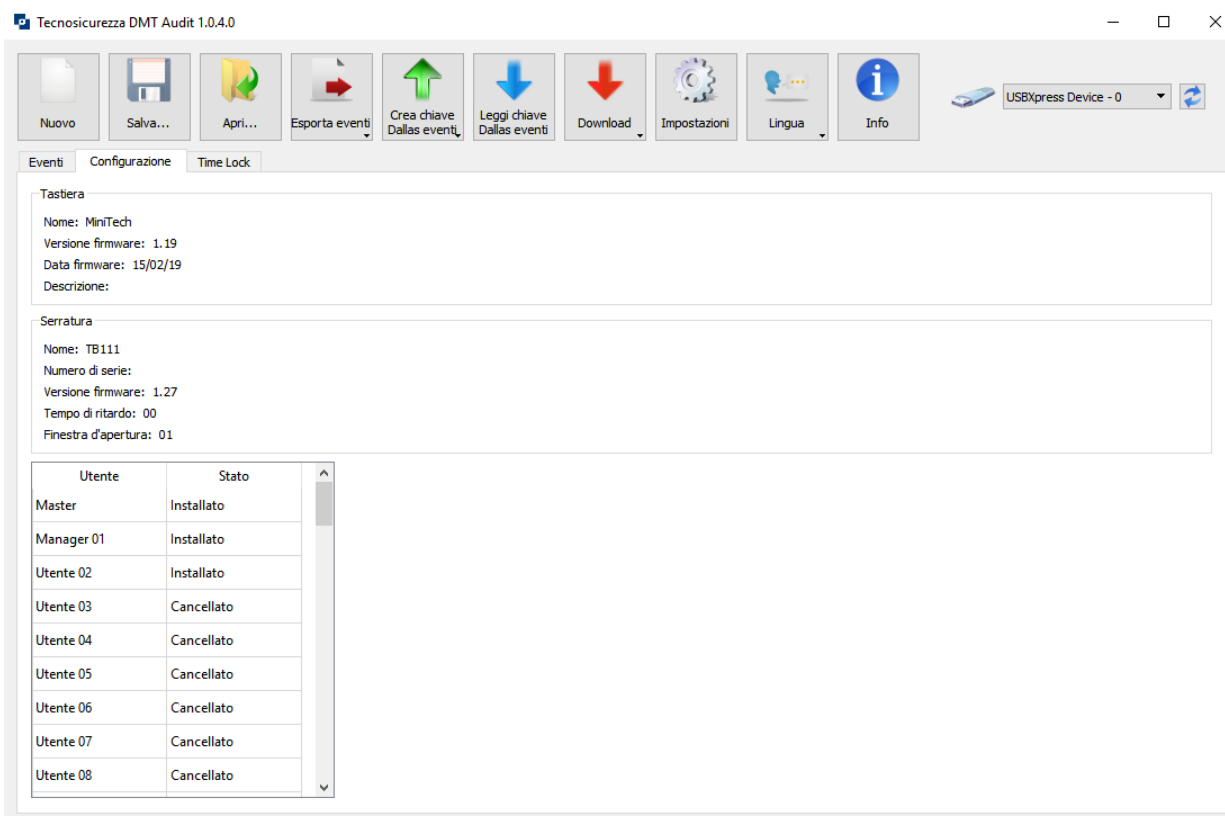 Tecnosicurezza DMT Audit 1.0.4.0
Nuovo
Salva...
Apri...
Esporta eventi
Crea chiave
Dallas eventi
Leggi chiave
Dallas eventi
Download
Impostazioni
Lingua
Info
USBXpress Device - 0
Eventi
Configurazione
Time Lock
Tastiera
Nome: MiniTech
Versione firmware: 1.19
Data firmware: 15/02/19
Descrizione:
Serratura
Nome: TB111
Numero di serie:
Versione firmware: 1.27
Tempo di ritardo: 00
Finestra d'apertura: 01
Utente Stato
Master Installato
Manager 01 Installato
Utente 02 Installato
Utente 03 Cancellato
Utente 04 Cancellato
Utente 05 Cancellato
Utente 06 Cancellato
Utente 07 Cancellato
Utente 08 Cancellato